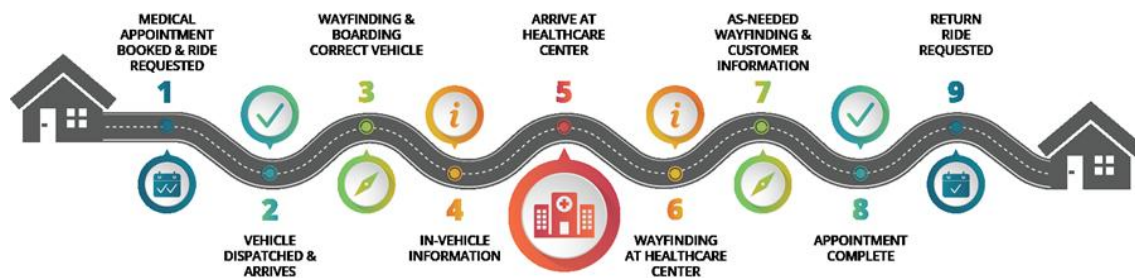 MEDICAL
APPOINTMENT
BOOKED & RIDE
REQUESTED
1
2
VEHICLE
DISPATCHED &
ARRIVES
WAYFINDING &
BOARDING
CORRECT VEHICLE
3
i
4
IN-VEHICLE
INFORMATION
ARRIVE AT
HEALTHCARE
CENTER
5
i
6
WAYFINDING
AT HEALTHCARE
CENTER
AS-NEEDED
WAYFINDING &
CUSTOMER
INFORMATION
7
8
APPOINTMENT
COMPLETE
RETURN
RIDE
REQUESTED
9